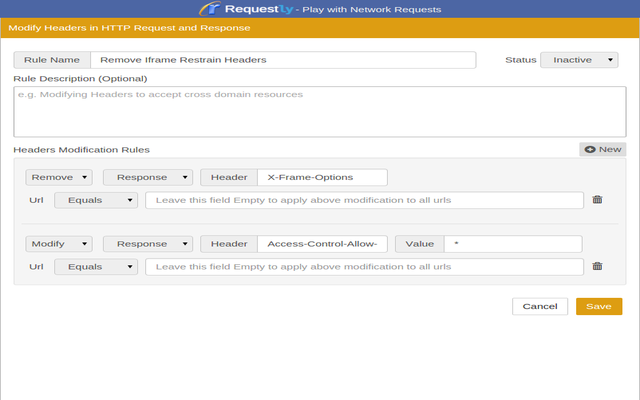 Requestly - Play with Network Requests
Modify Headers in HTTP Request and Response
Rule Name Remove Iframe Restrain Headers Status Inactive
Rule Description (Optional)
e.g. Modifying Headers to accept cross domain resources
Headers Modification Rules New
Remove Response Header X-Frame-Options
Url Equals Leave this field Empty to apply above modification to all urls
Modify Response Header Access-Control-Allow- Value *
Url Equals Leave this field Empty to apply above modification to all urls
Cancel Save